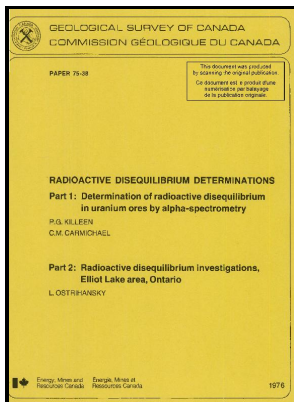 GEOLOGICAL SURVEY OF CANADA
COMMISSION GÉOLOGIQUE DU CANADA
PAPER 75-38
This document was produced
by scanning the original publication.
Ce document est le produit d'une
numérisation par balayage
de la publication originale.
RADIOACTIVE DISEQUILIBRIUM DETERMINATIONS
Part 1: Determination of radioactive disequilibrium
in uranium ores by alpha-spectrometry
P.G. KILLEEN
C.M. CARMICHAEL
Part 2: Radioactive disequilibrium investigations,
Elliot Lake area, Ontario
L. OSTRIHANSKY
Energy, Mines and
Resources Canada
Énergie, Mines et
Ressources Canada
1976